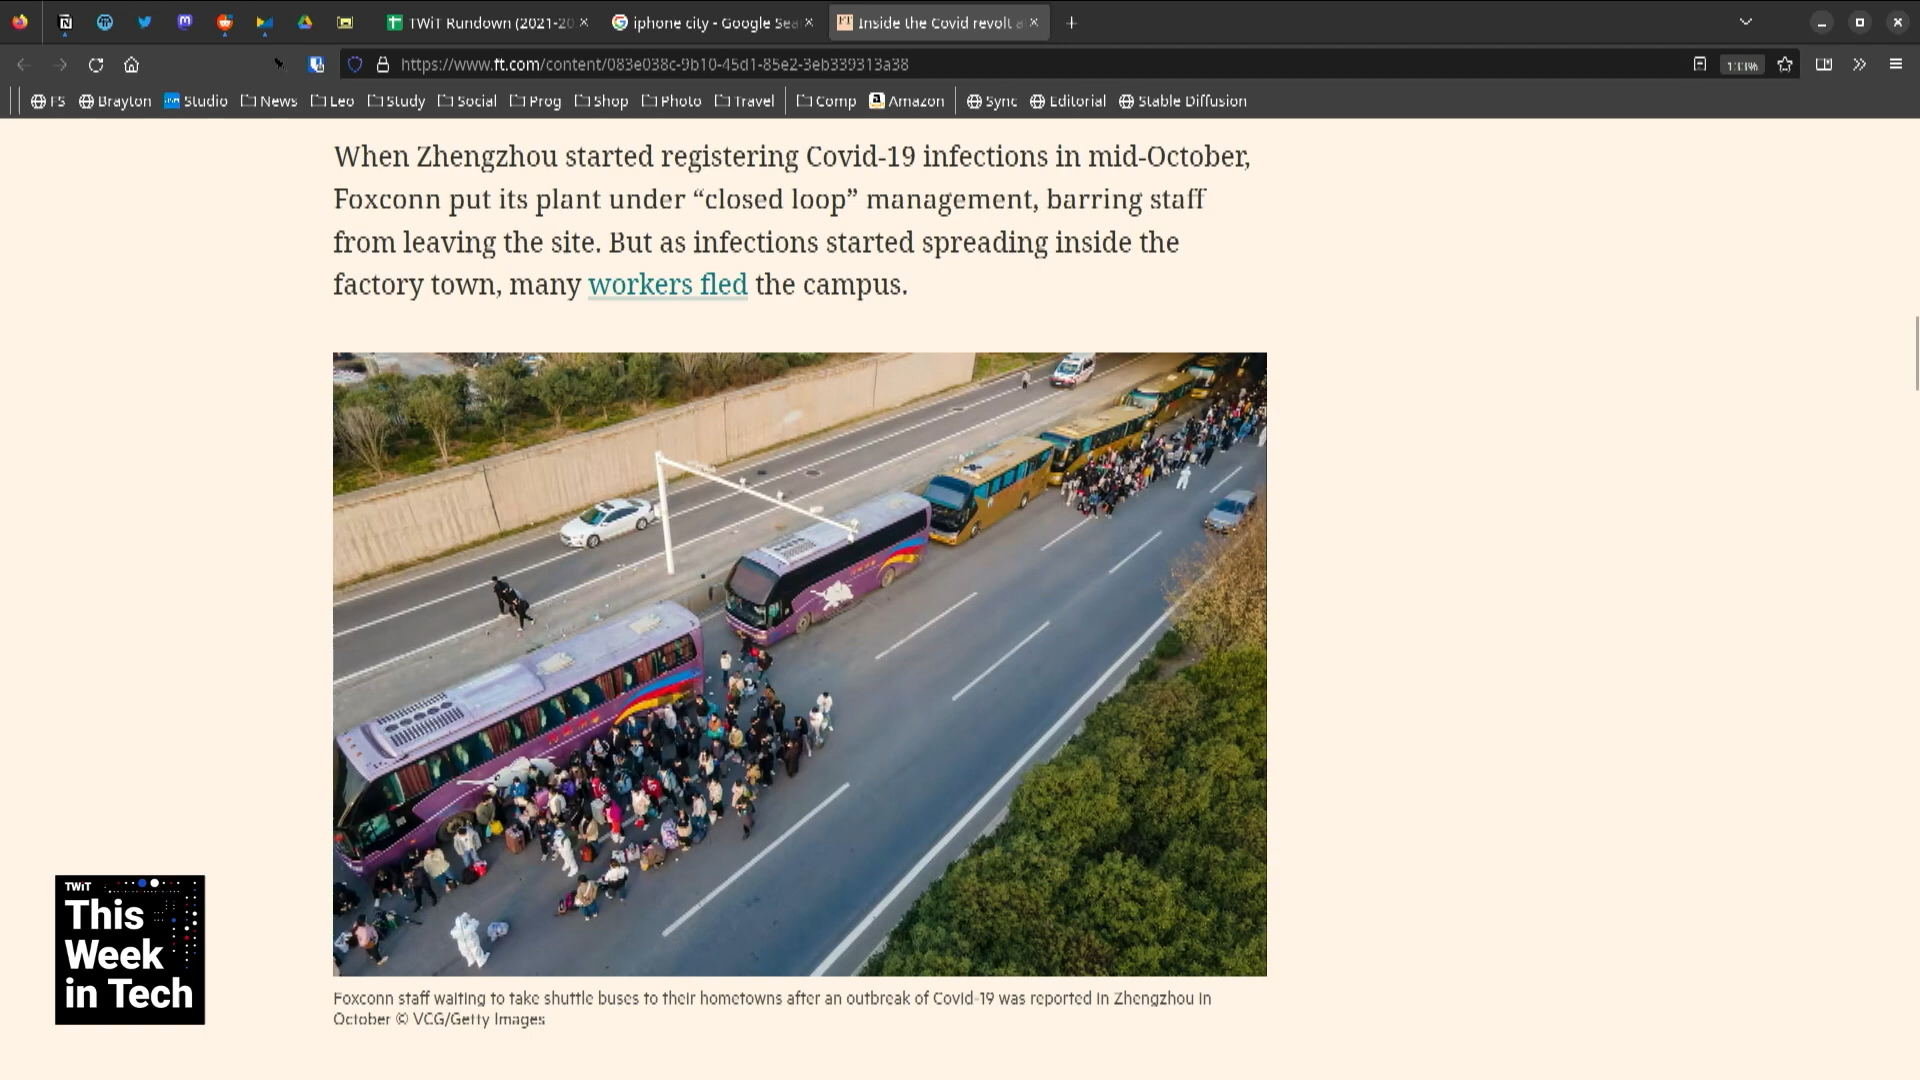 TWiT Rundown (2021-20
iphone city - Google Sea
FT
Inside the Covid revolt a
https://www.ft.com/content/083e038c-9b10-45d1-85e2-3eb339313a38
133%
FS
Brayton
Studio
News
Leo
Study
Social
Prog
Shop
Photo
Travel
Comp
Amazon
Sync
Editorial
Stable Diffusion
When Zhengzhou started registering Covid-19 infections in mid-October,
Foxconn put its plant under “closed loop” management, barring staff
from leaving the site. But as infections started spreading inside the
factory town, many workers fled the campus.
TWiT
This
Week
in Tech
Foxconn staff waiting to take shuttle buses to their hometowns after an outbreak of Covid-19 was reported in Zhengzhou in
October © VCG/Getty Images